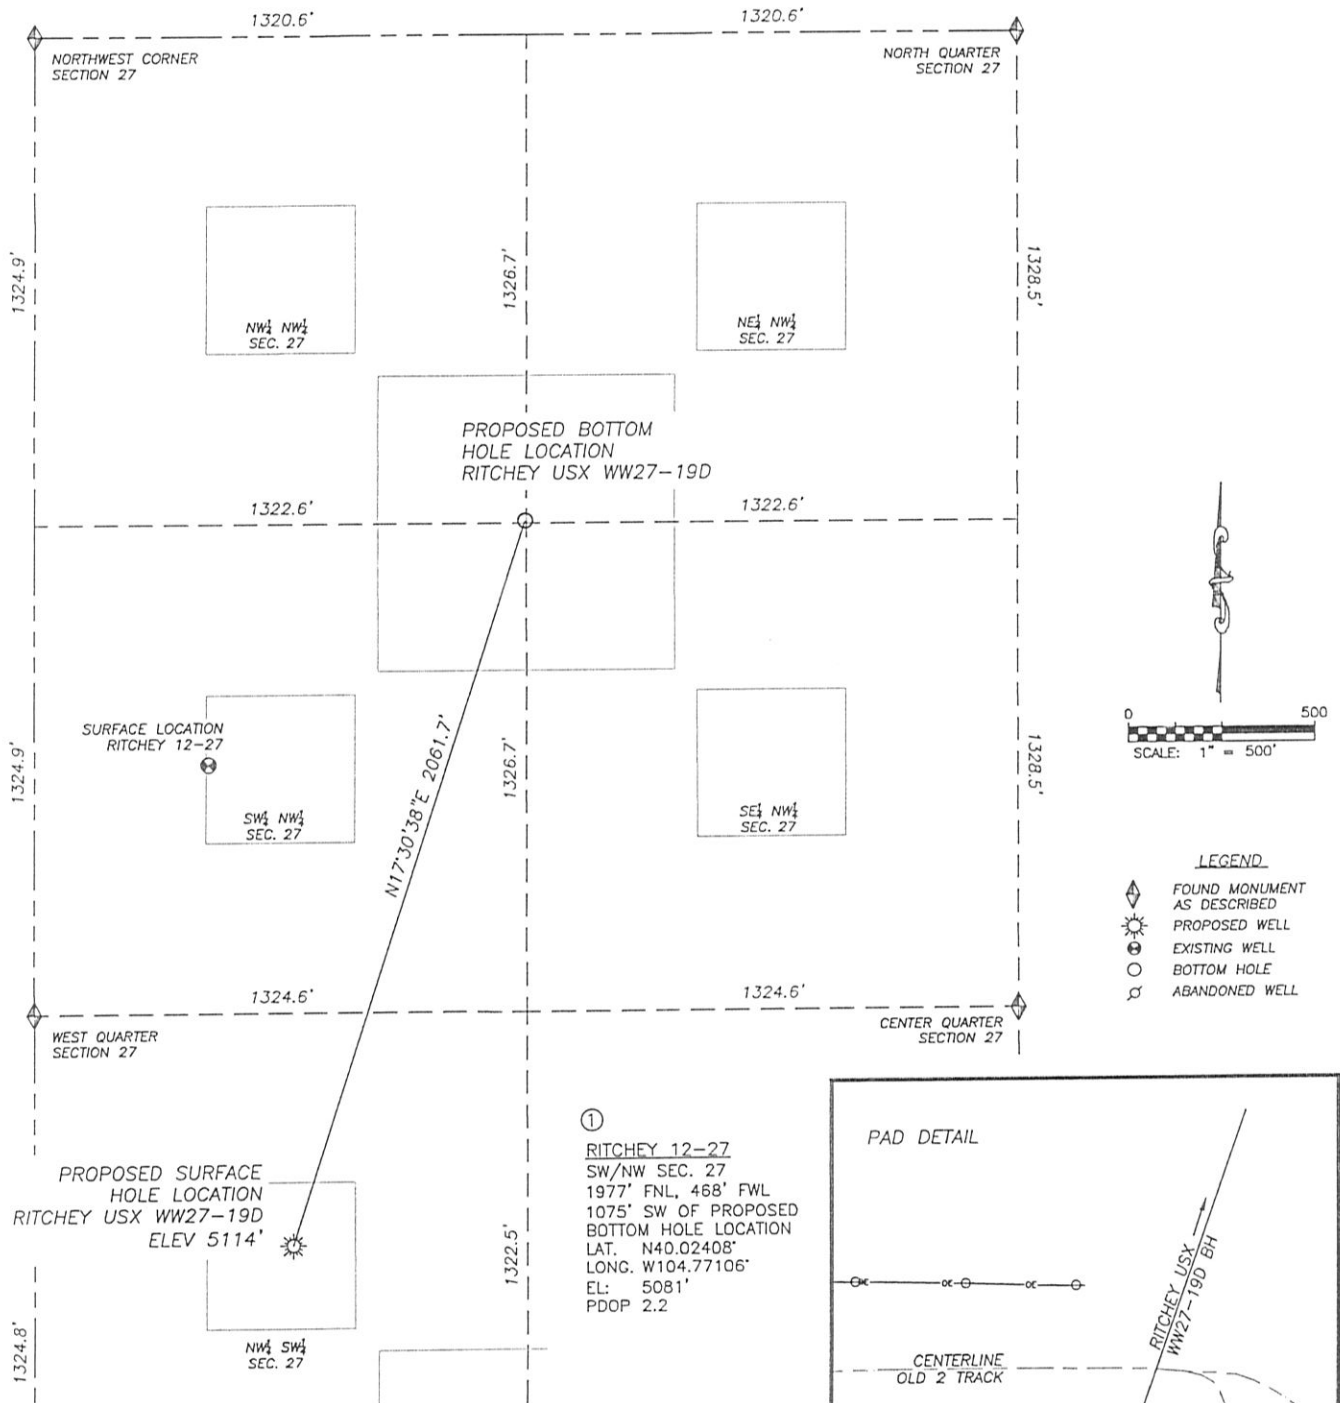 1320.6'
1320.6'
NORTHWEST CORNER
SECTION 27
NORTH QUARTER
SECTION 27
1324.9'
1326.7'
1328.5'
NW¼ NW¼
SEC. 27
NE¼ NW¼
SEC. 27
PROPOSED BOTTOM
HOLE LOCATION
RITCHEY USX WW27-19D
1322.6'
1322.6'
0 500
SCALE: 1" = 500'
SURFACE LOCATION
RITCHEY 12-27
1324.9'
N17°30'38"E 2061.7'
1326.7'
1328.5'
SW¼ NW¼
SEC. 27
SE¼ NW¼
SEC. 27
LEGEND
FOUND MONUMENT
AS DESCRIBED
PROPOSED WELL
EXISTING WELL
BOTTOM HOLE
ABANDONED WELL
1324.6'
1324.6'
WEST QUARTER
SECTION 27
CENTER QUARTER
SECTION 27
PROPOSED SURFACE
HOLE LOCATION
RITCHEY USX WW27-19D
ELEV 5114'
1322.5'
1324.8'
NW¼ SW¼
SEC. 27
1
RITCHEY 12-27
SW/NW SEC. 27
1977' FNL, 468' FWL
1075' SW OF PROPOSED
BOTTOM HOLE LOCATION
LAT. N40.02408°
LONG. W104.77106°
EL: 5081'
PDOP 2.2
PAD DETAIL
OE OE OE
RITCHEY USX
WW27-19D BH
CENTERLINE
OLD 2 TRACK